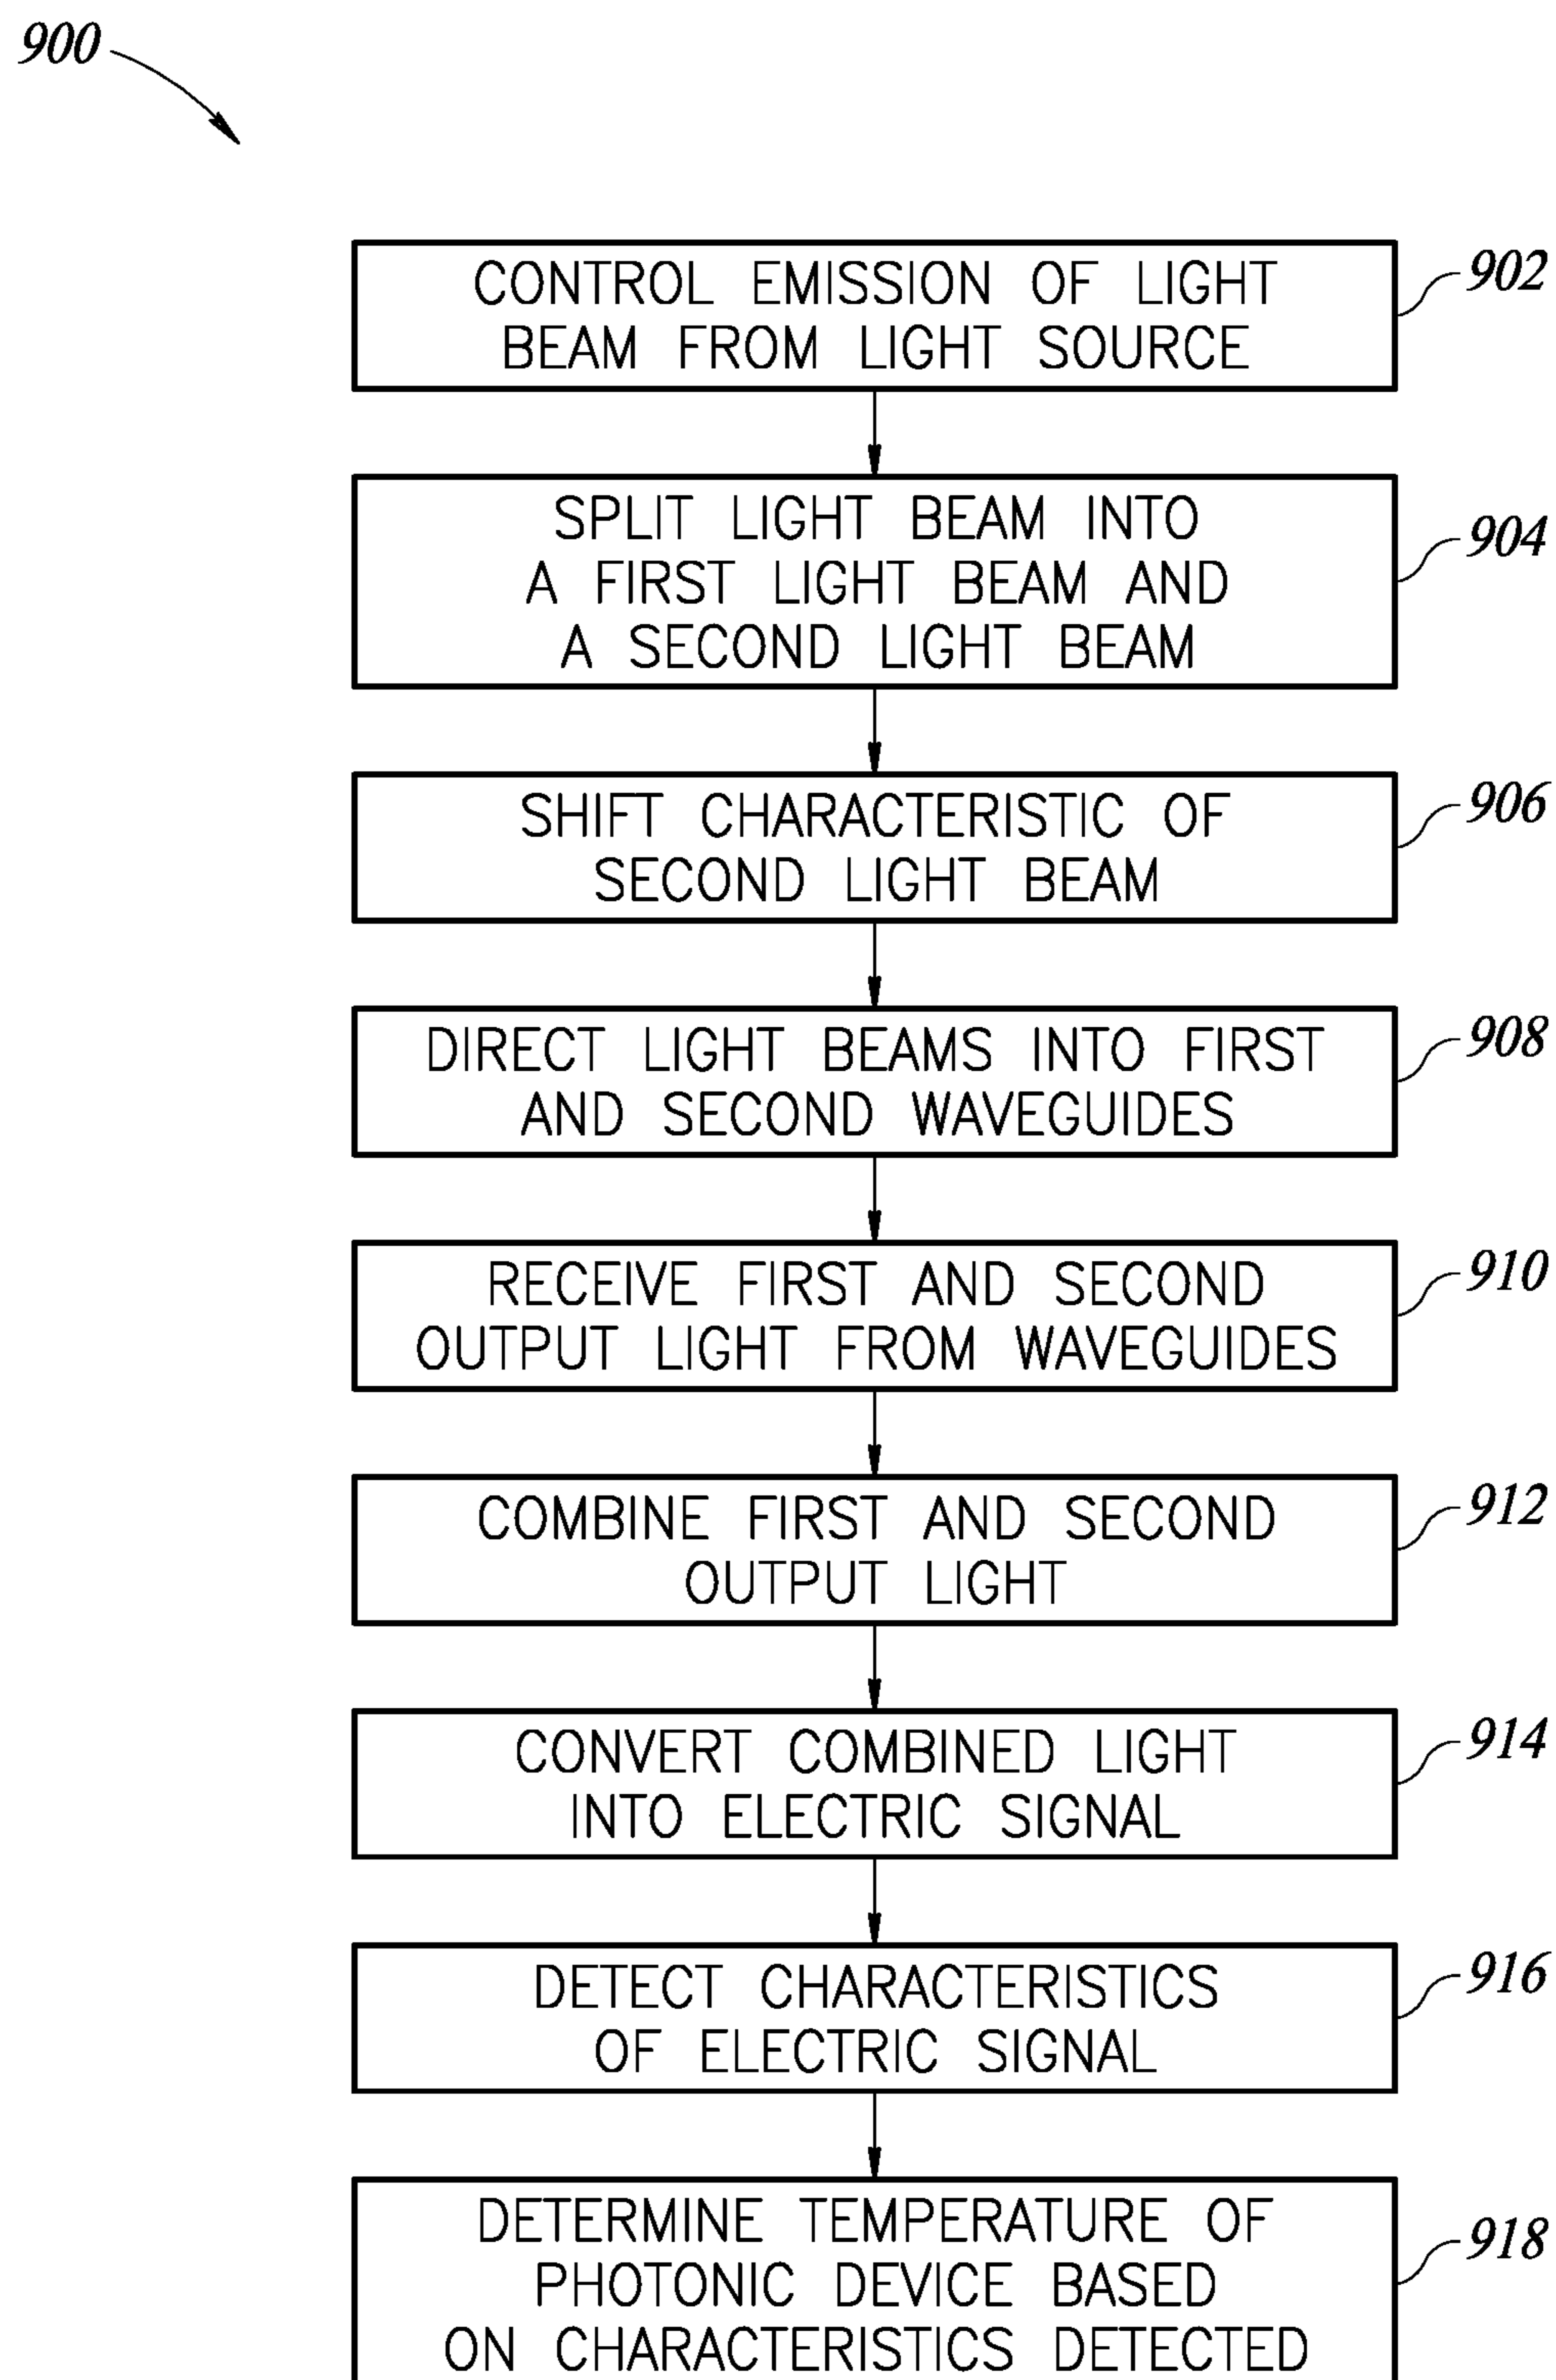 900
CONTROL EMISSION OF LIGHT
BEAM FROM LIGHT SOURCE
902
SPLIT LIGHT BEAM INTO
A FIRST LIGHT BEAM AND
A SECOND LIGHT BEAM
904
SHIFT CHARACTERISTIC OF
SECOND LIGHT BEAM
906
DIRECT LIGHT BEAMS INTO FIRST
AND SECOND WAVEGUIDES
908
RECEIVE FIRST AND SECOND
OUTPUT LIGHT FROM WAVEGUIDES
910
COMBINE FIRST AND SECOND
OUTPUT LIGHT
912
CONVERT COMBINED LIGHT
INTO ELECTRIC SIGNAL
914
DETECT CHARACTERISTICS
OF ELECTRIC SIGNAL
916
DETERMINE TEMPERATURE OF
PHOTONIC DEVICE BASED
ON CHARACTERISTICS DETECTED
918